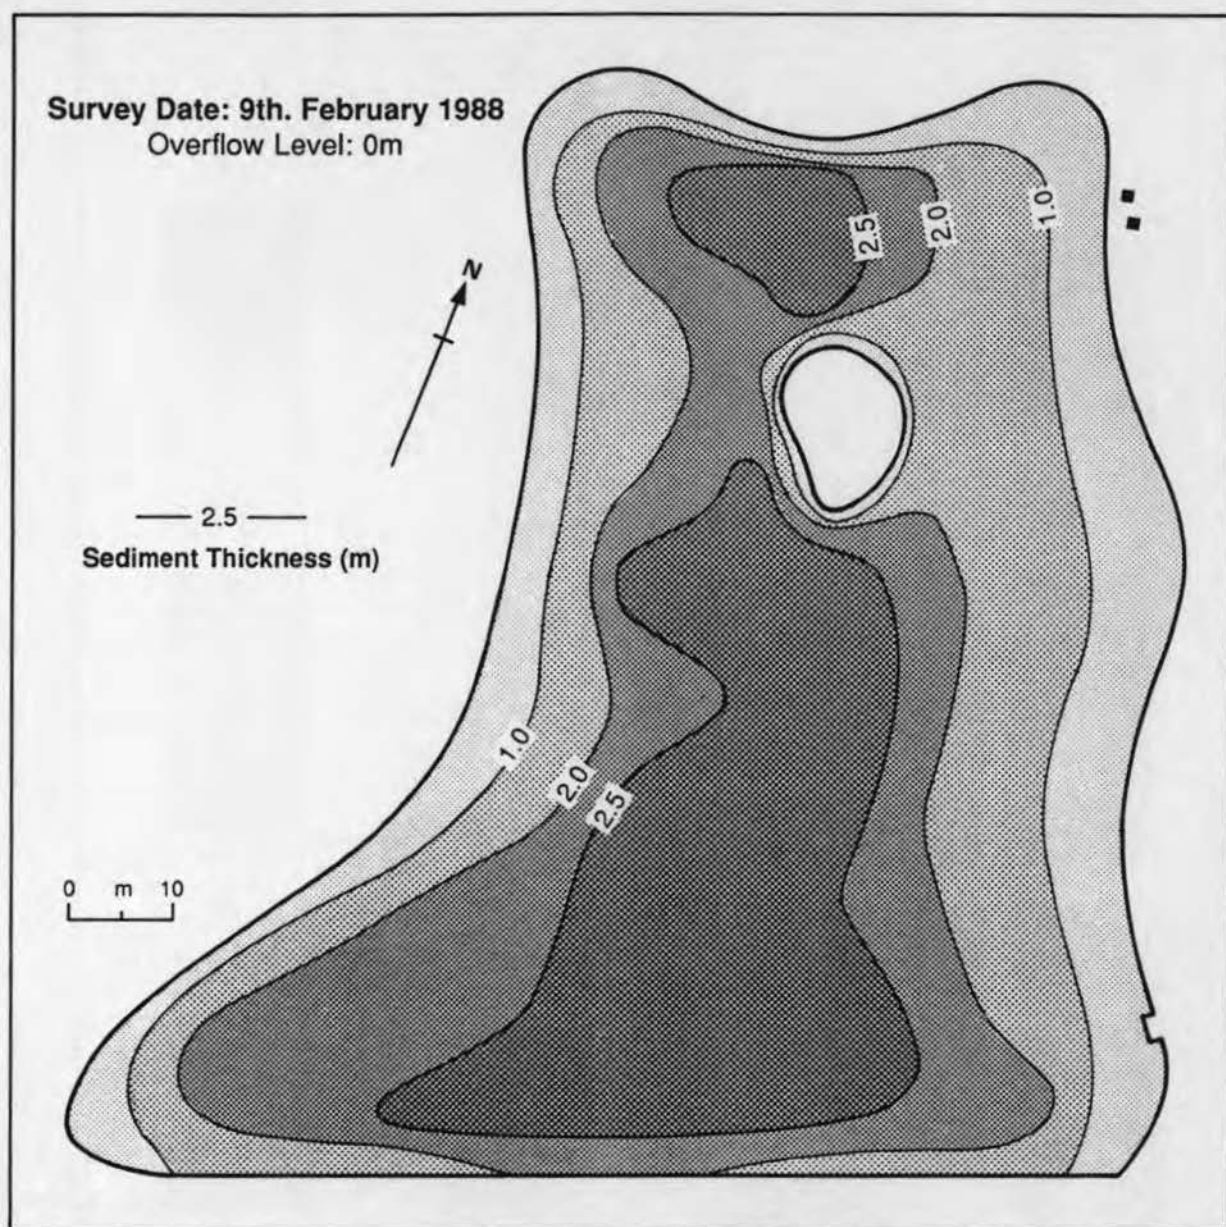 Survey Date: 9th. February 1988
Overflow Level: 0m
2.5
2.0
1.0
N
2.5
Sediment Thickness (m)
1.0
2.0
2.5
0 m 10